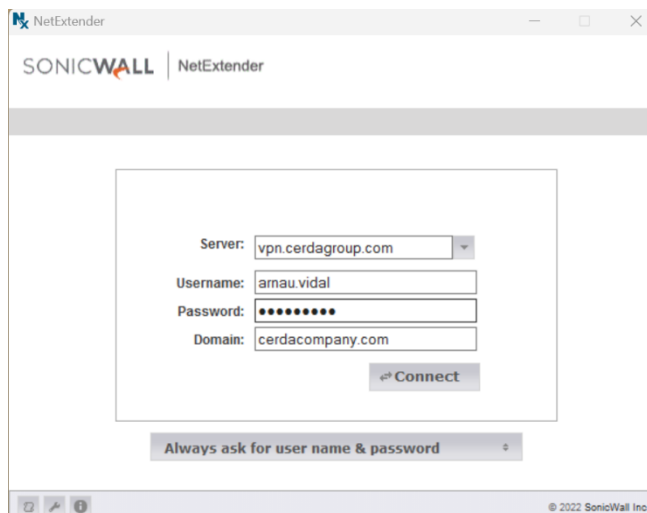 NetExtender
SONICWALL NetExtender
Server: vpn.cerdagroup.com
Username: arnau.vidal
Password: •••••••••
Domain: cerdacompany.com
Connect
Always ask for user name & password
© 2022 SonicWall Inc